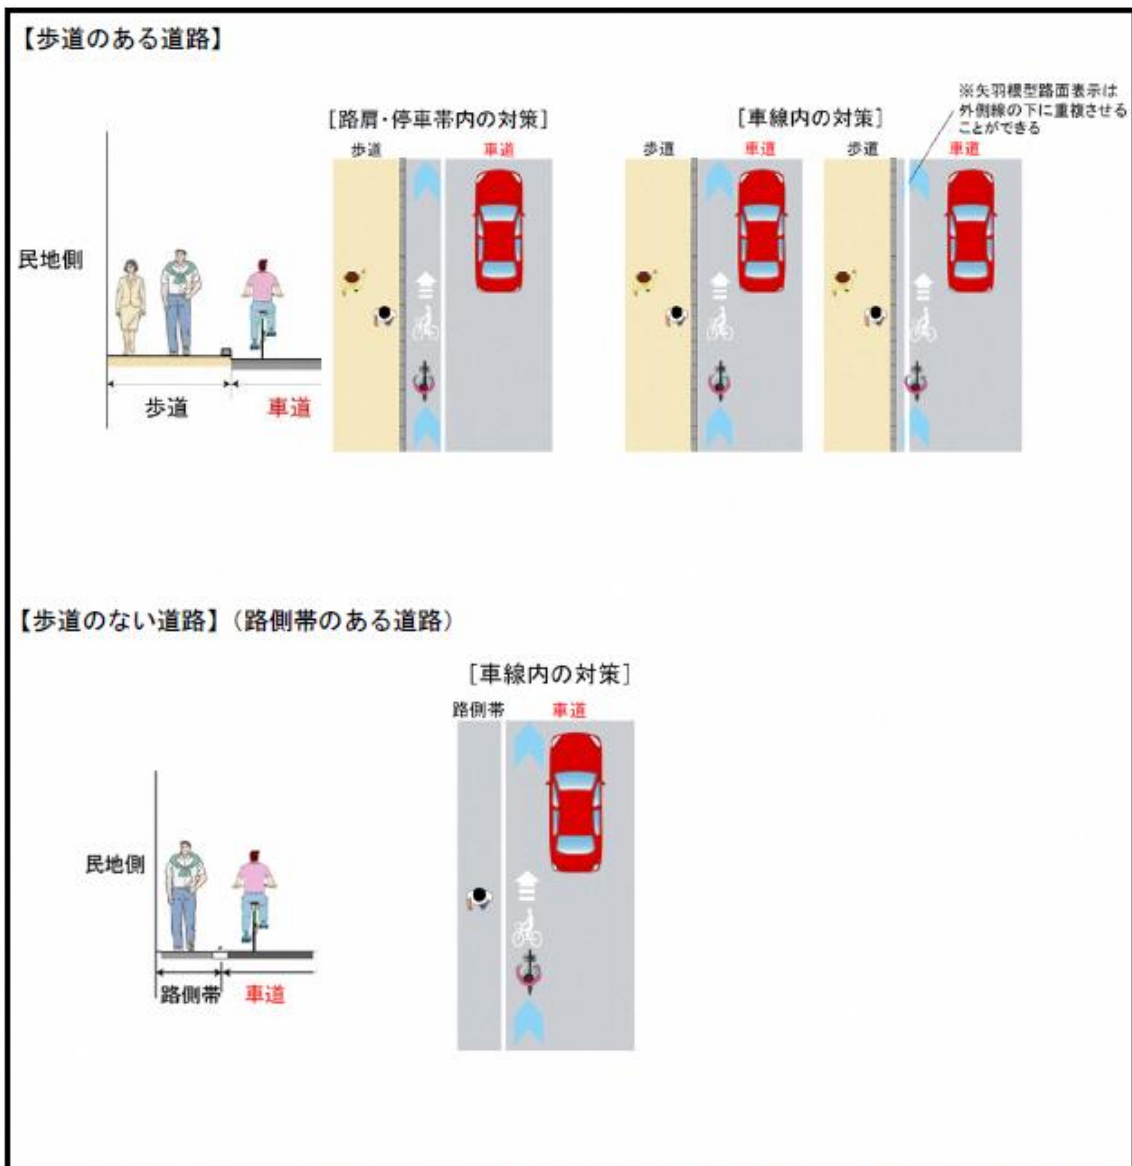 【歩道のある道路】
[路肩・停車帯内の対策]
歩道
車道
[車線内の対策]
歩道
車道
歩道
車道
※矢羽根型路面表示は
外側線の下に重複させる
ことができる
民地側
歩道
車道
【歩道のない道路】(路側帯のある道路)
[車線内の対策]
路側帯
車道
民地側
路側帯
車道